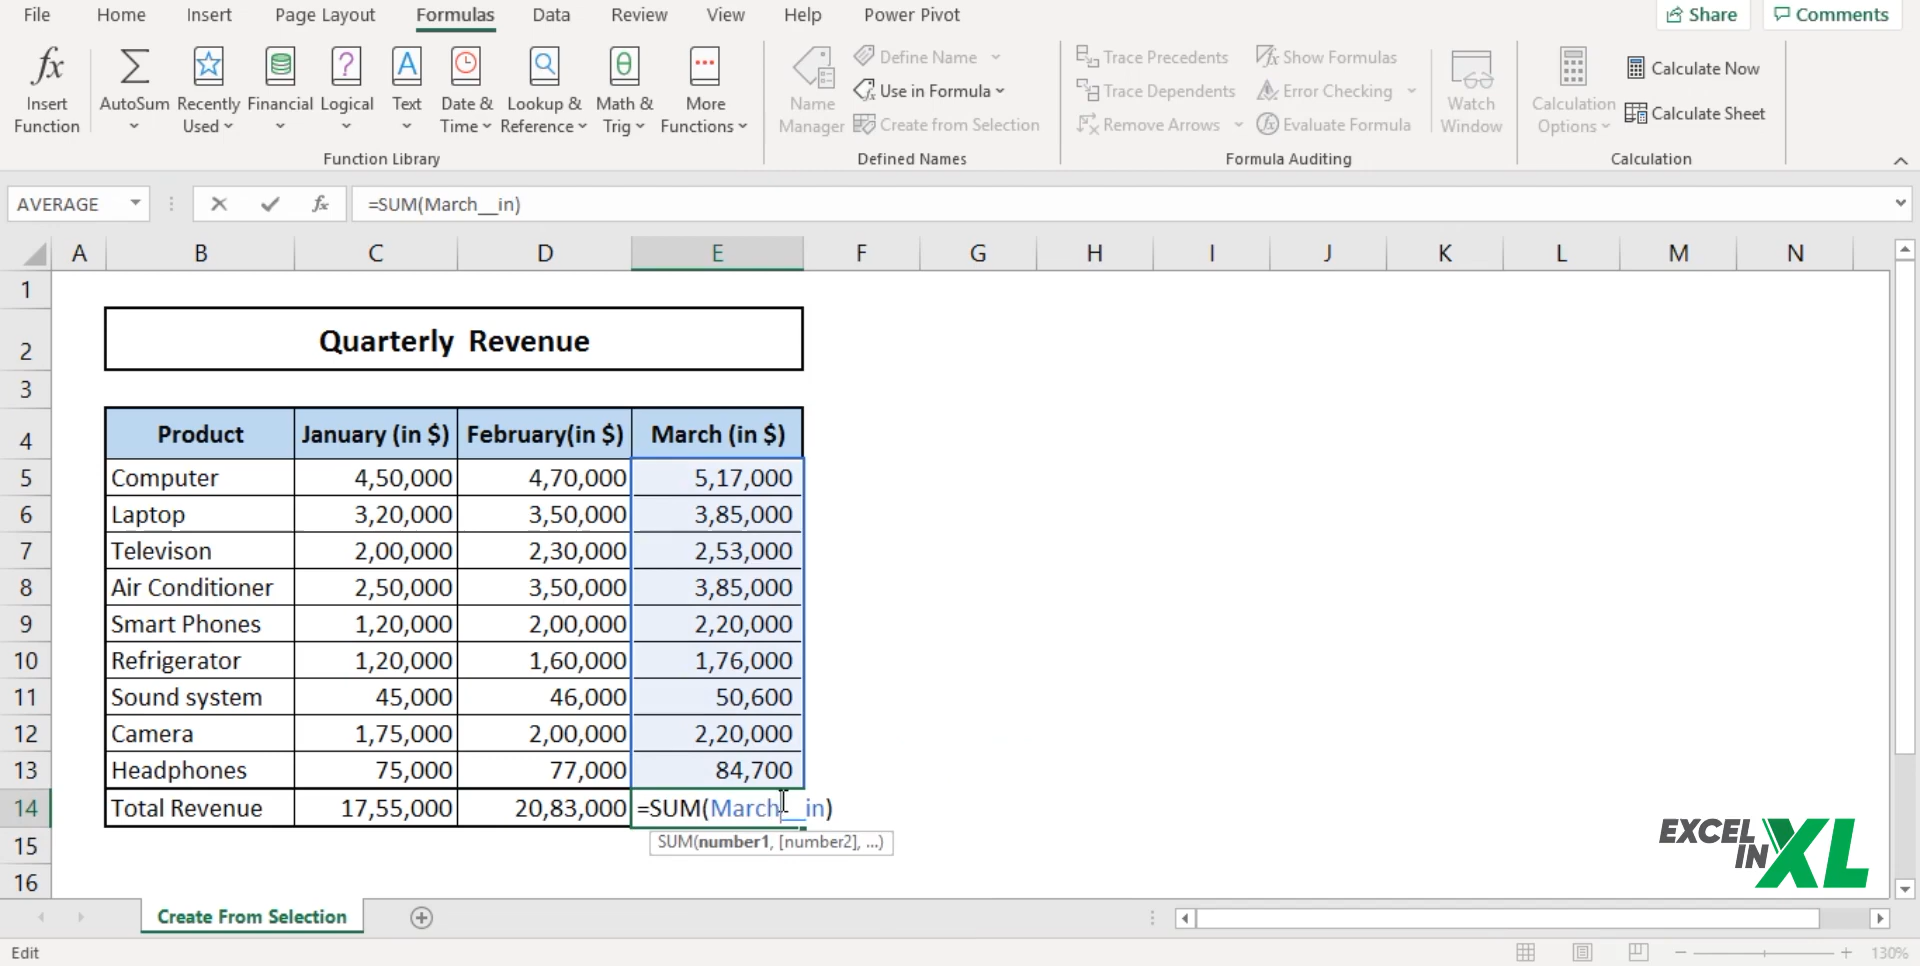 File Home Insert Page Layout Formulas Data Review View Help Power Pivot Share Comments
Insert Function
AutoSum
Recently Used
Financial
Logical
Text
Date & Time
Lookup & Reference
Math & Trig
More Functions
Function Library
Name Manager
Define Name
Use in Formula
Create from Selection
Defined Names
Trace Precedents
Trace Dependents
Remove Arrows
Show Formulas
Error Checking
Evaluate Formula
Watch Window
Formula Auditing
Calculation Options
Calculate Now
Calculate Sheet
Calculation
AVERAGE fx =SUM(March__in)
A B C D E F G H I J K L M N
1
2 Quarterly Revenue
3
4 Product January (in $) February(in $) March (in $)
5 Computer 4,50,000 4,70,000 5,17,000
6 Laptop 3,20,000 3,50,000 3,85,000
7 Televison 2,00,000 2,30,000 2,53,000
8 Air Conditioner 2,50,000 3,50,000 3,85,000
9 Smart Phones 1,20,000 2,00,000 2,20,000
10 Refrigerator 1,20,000 1,60,000 1,76,000
11 Sound system 45,000 46,000 50,600
12 Camera 1,75,000 2,00,000 2,20,000
13 Headphones 75,000 77,000 84,700
14 Total Revenue 17,55,000 20,83,000 =SUM(March__in)
SUM(number1, [number2], ...)
15
16
EXCEL IN XL
Create From Selection
Edit 130%